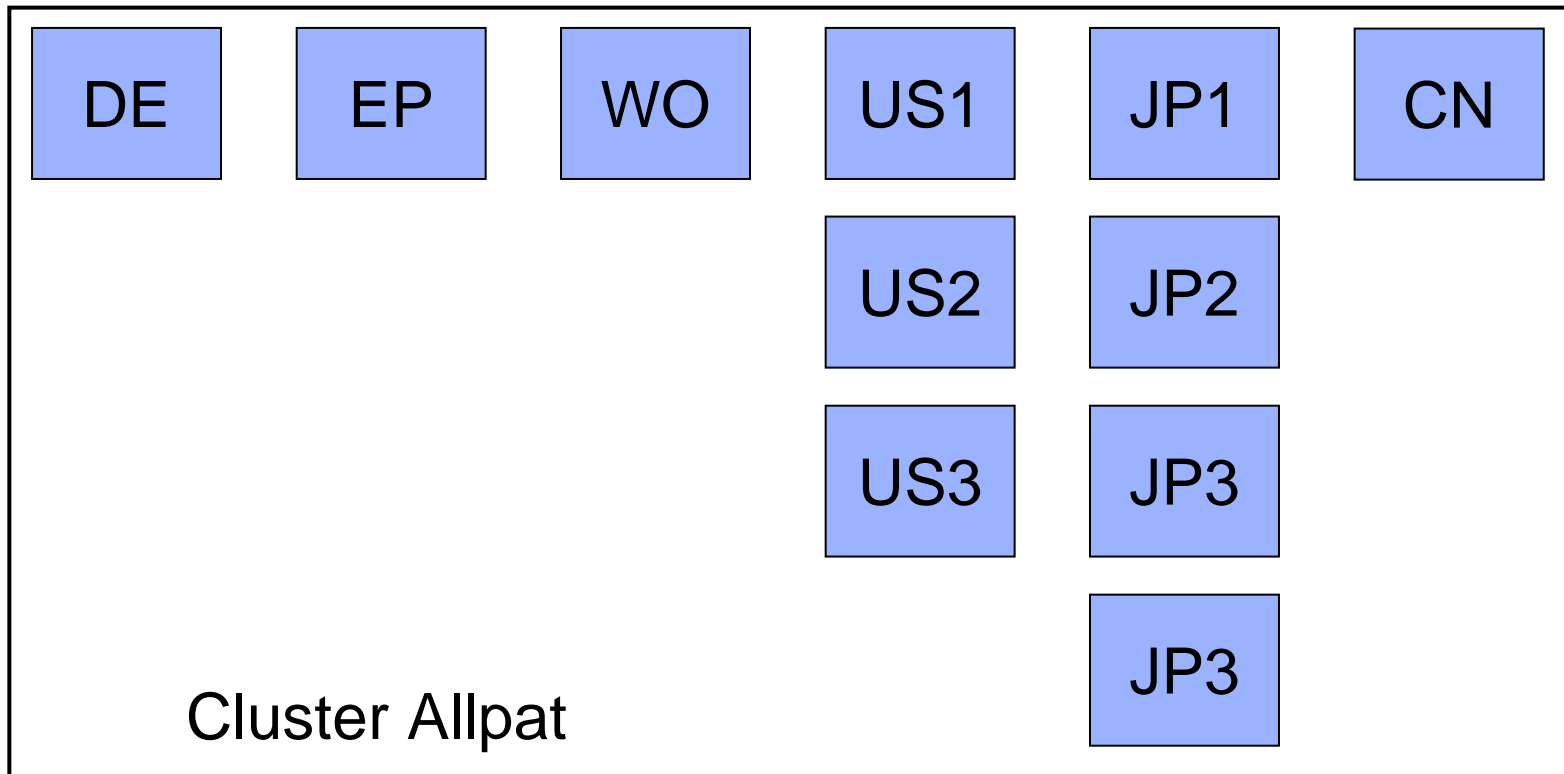 DE EP WO US1 JP1 CN
US2 JP2
US3 JP3
JP3
Cluster Allpat